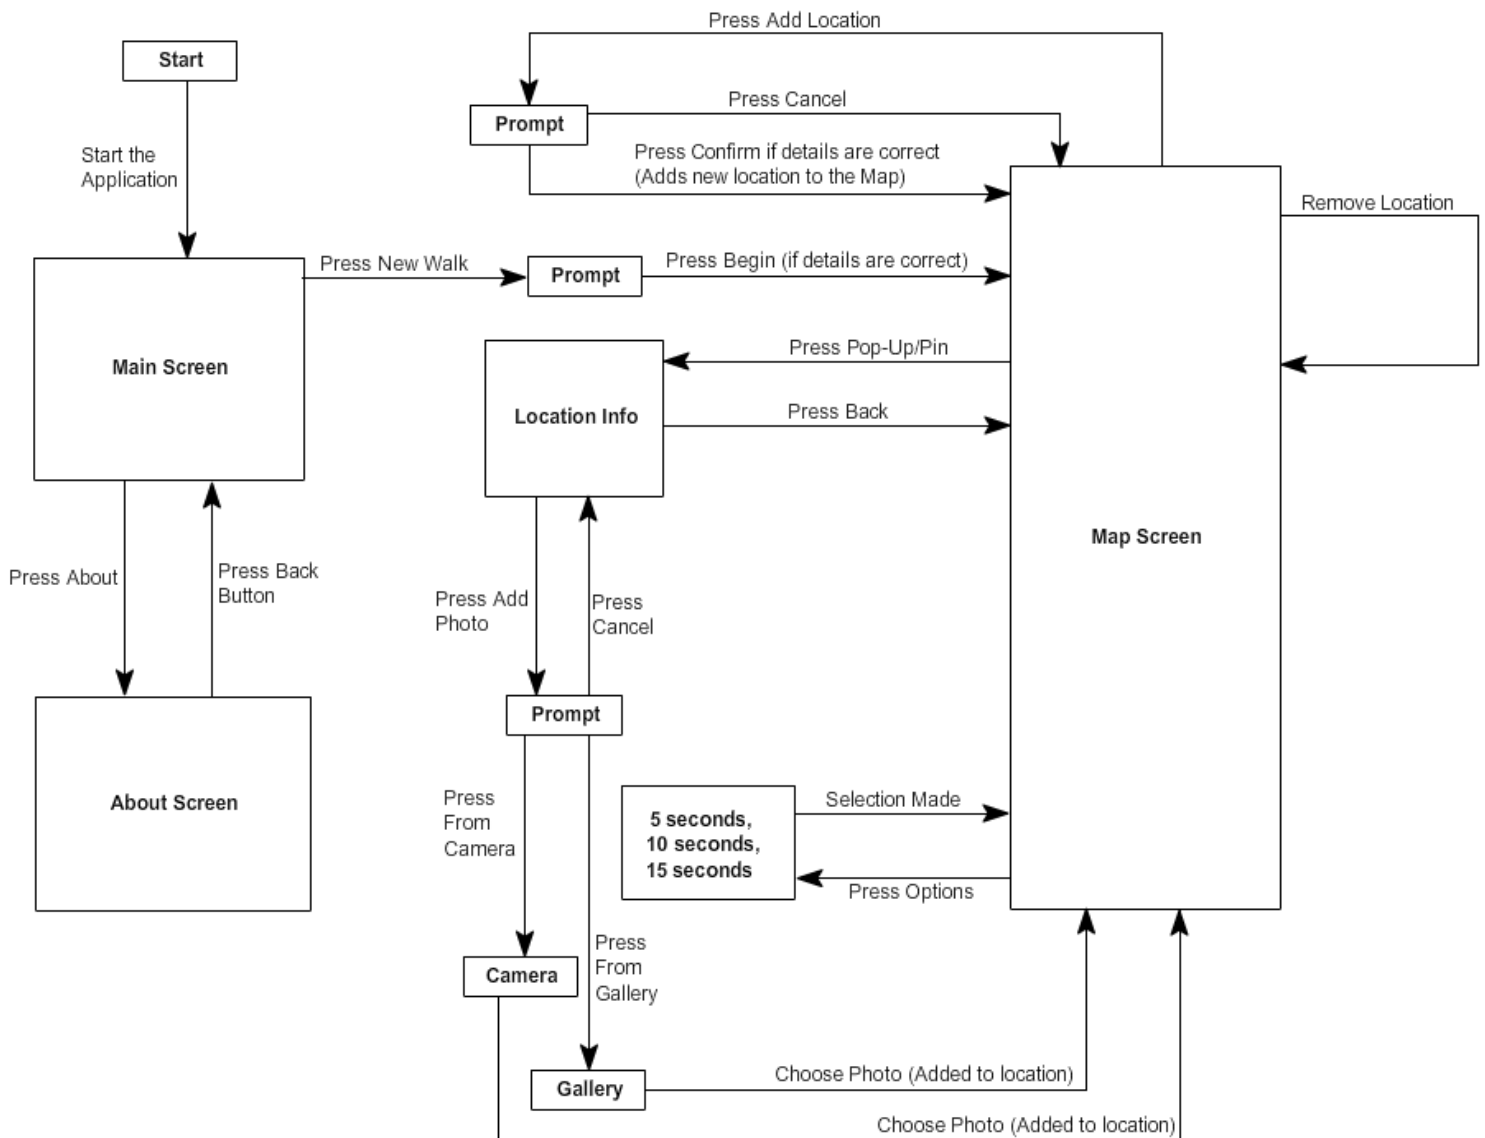 Press Add Location
Start
Press Cancel
Prompt
Start the
Application
Press Confirm if details are correct
(Adds new location to the Map)
Remove Location
Press New Walk
Prompt
Press Begin (if details are correct)
Main Screen
Press Pop-Up/Pin
Location Info
Press Back
Map Screen
Press About
Press Back
Button
Press Add
Photo
Press
Cancel
Prompt
About Screen
Press
From
Camera
5 seconds,
10 seconds,
15 seconds
Selection Made
Press Options
Camera
Press
From
Gallery
Gallery
Choose Photo (Added to location)
Choose Photo (Added to location)